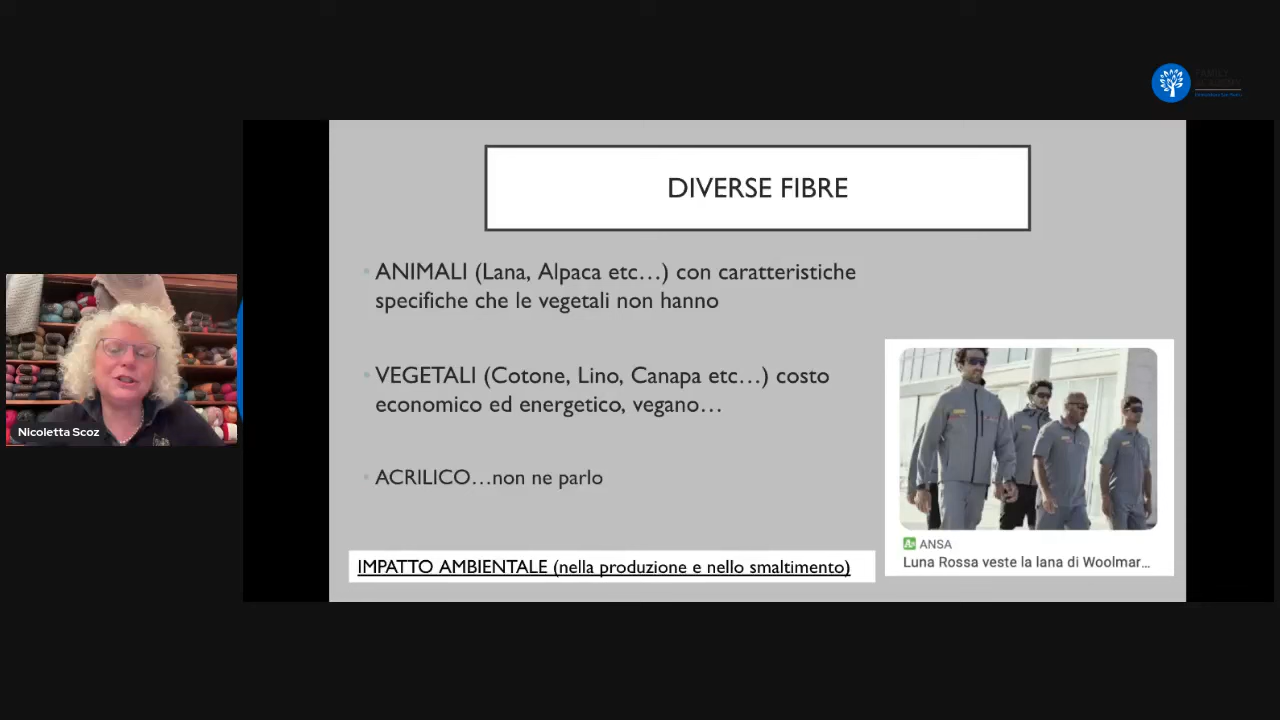 FAMILY
ACADEMY
DIVERSE FIBRE
ANIMALI (Lana, Alpaca etc…) con caratteristiche
specifiche che le vegetali non hanno
VEGETALI (Cotone, Lino, Canapa etc…) costo
economico ed energetico, vegano…
ACRILICO…non ne parlo
IMPATTO AMBIENTALE (nella produzione e nello smaltimento)
ANSA
Luna Rossa veste la lana di Woolmar...
Nicoletta Scoz